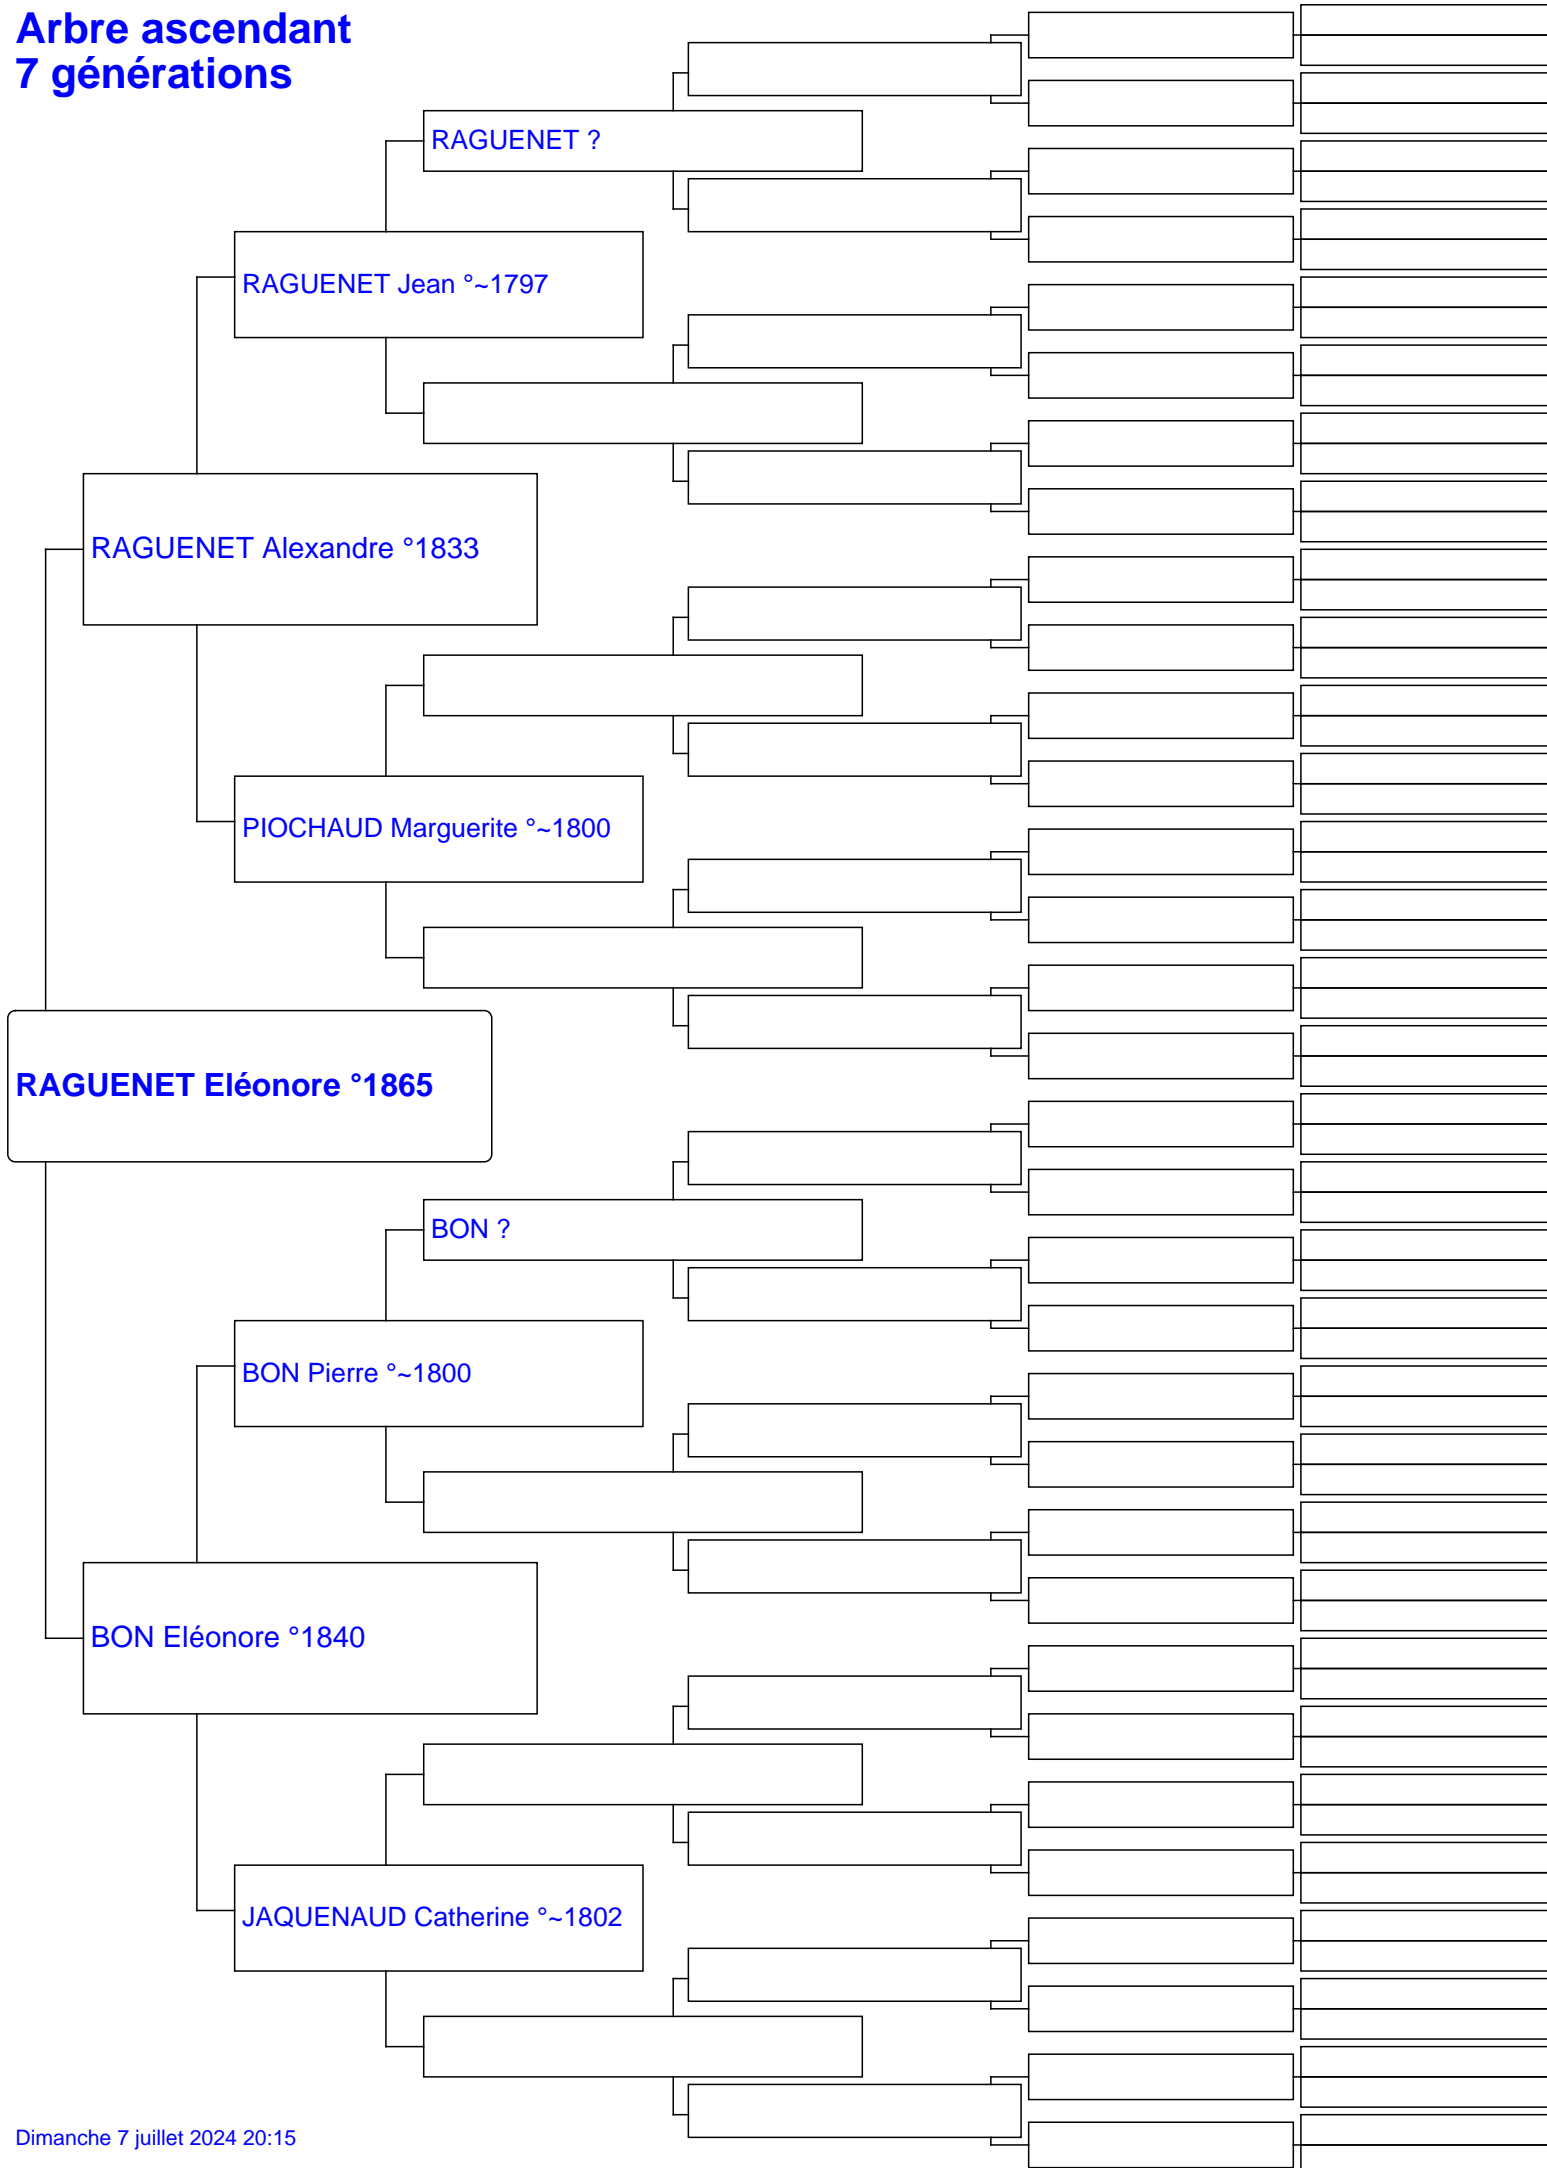 Arbre ascendant
7 générations
RAGUENET ?
RAGUENET Jean °~1797
RAGUENET Alexandre °1833
PIOCHAUD Marguerite °~1800
RAGUENET Eléonore °1865
BON ?
BON Pierre °~1800
BON Eléonore °1840
JAQUENAUD Catherine °~1802
Dimanche 7 juillet 2024 20:15